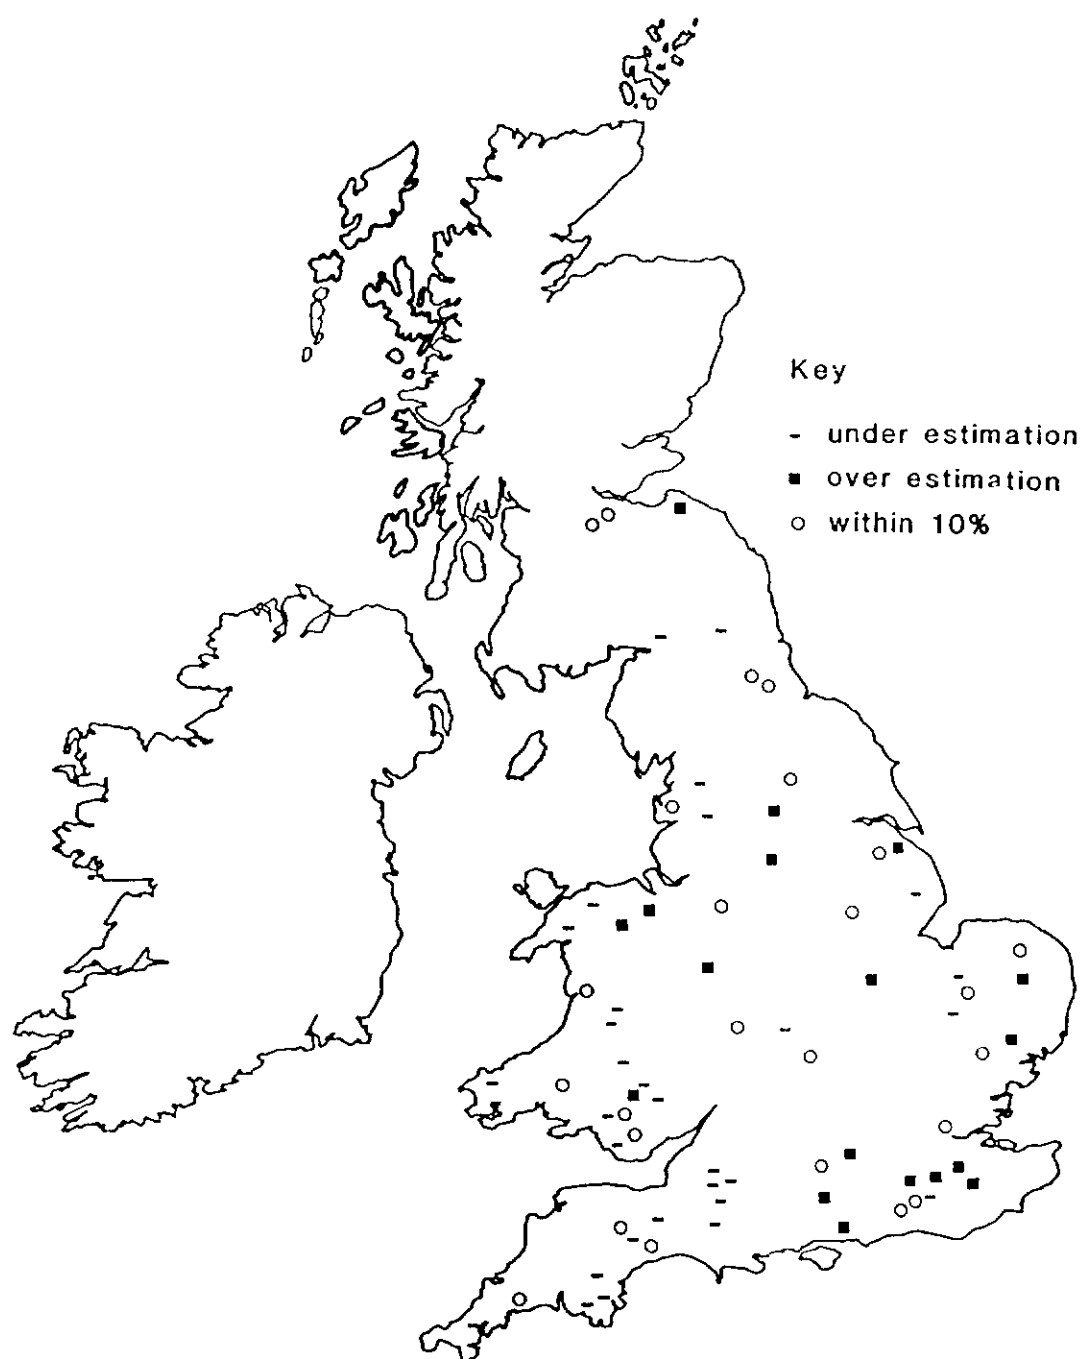 Key
- under estimation
■ over estimation
○ within 10%